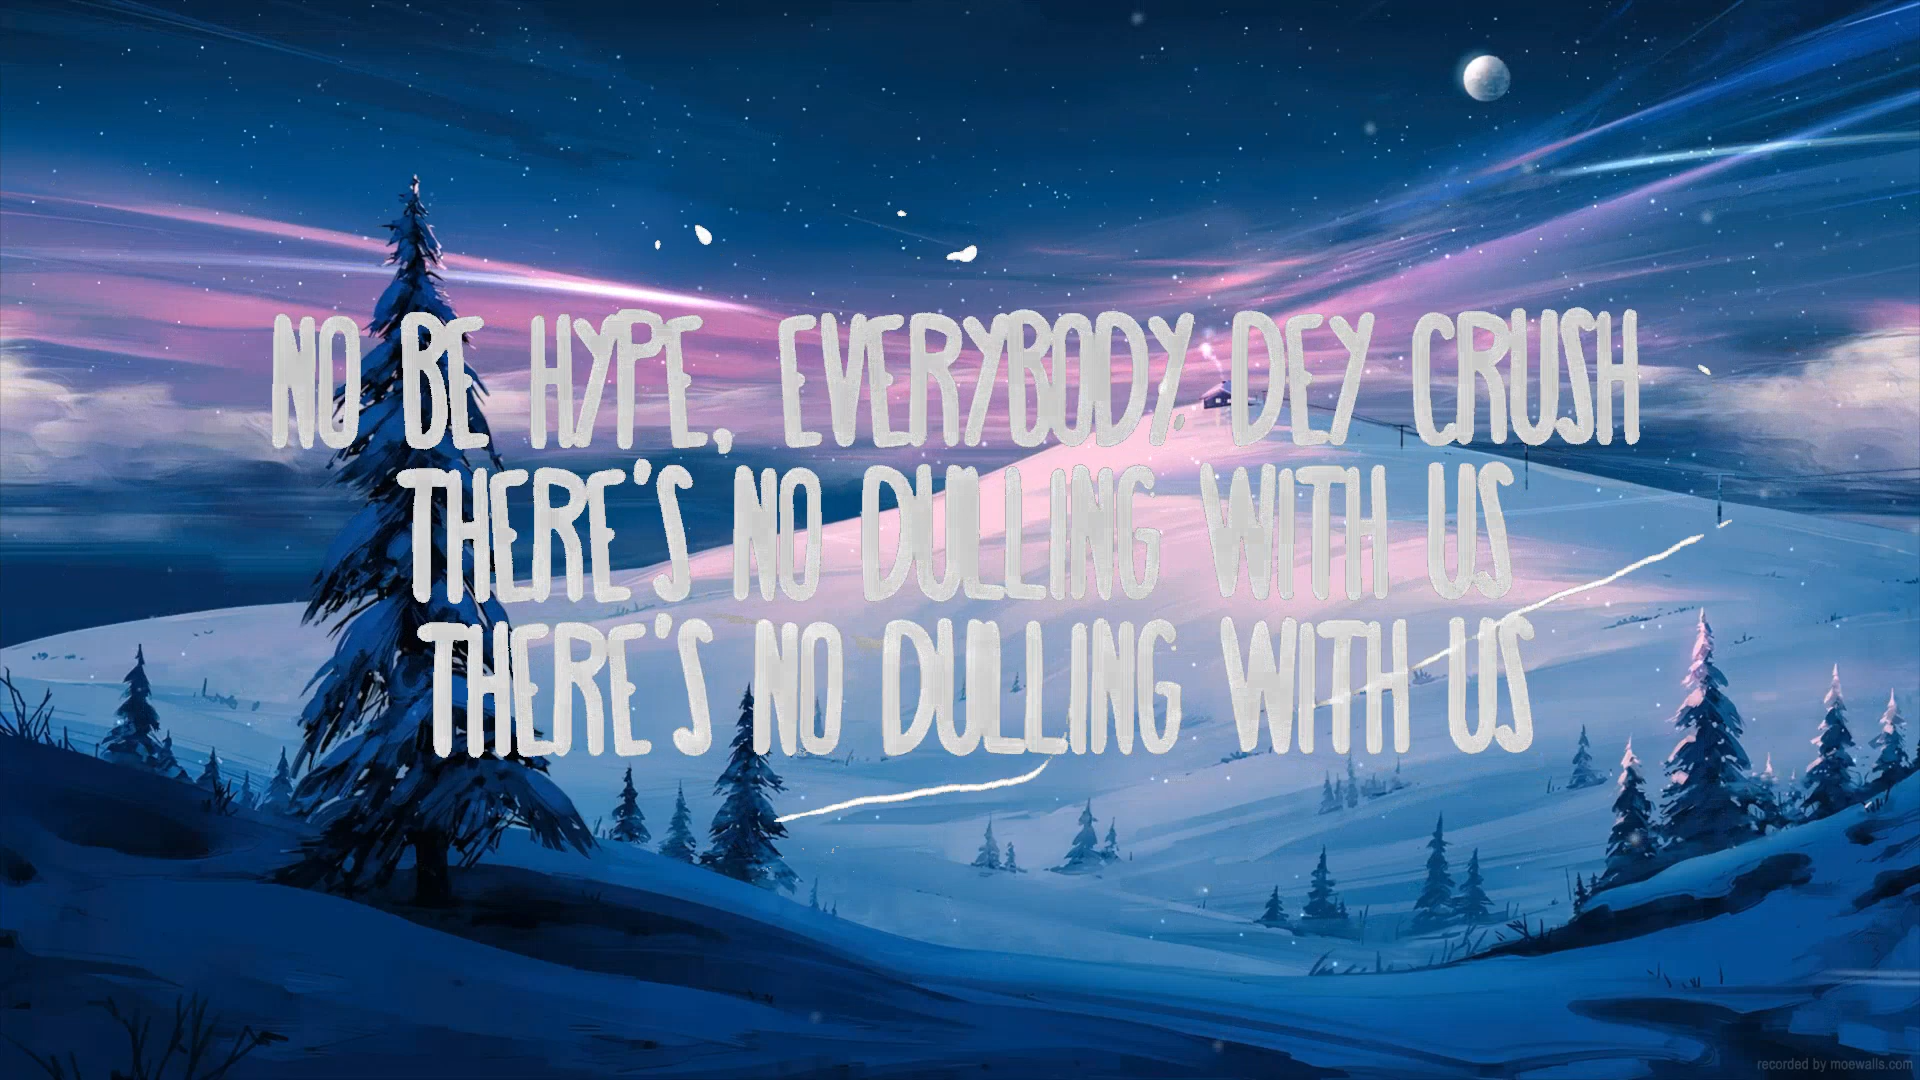 NO BE HYPE, EVERYBODY DEY CRUSH
THERE'S NO DULLING WITH US
THERE'S NO DULLING WITH US
recorded by moewalls.com